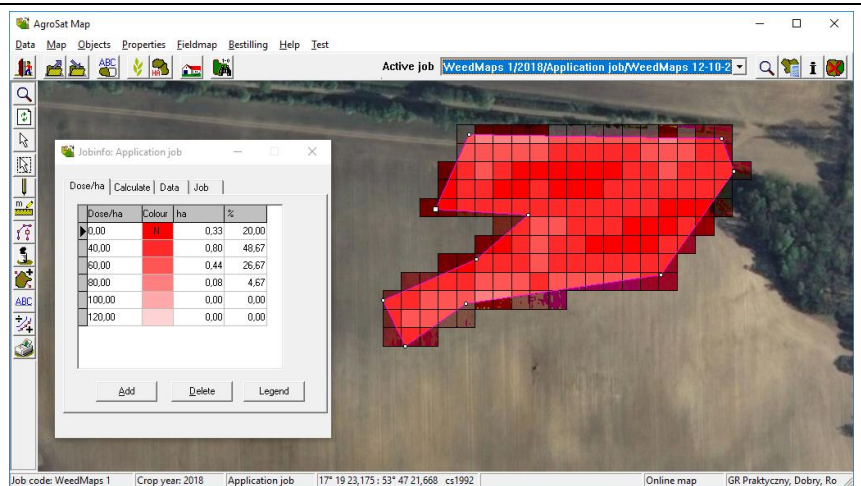 AgroSat Map
Data Map Objects Properties Fieldmap Bestilling Help Test
ABC HA 1-0 Active job WeedMaps 1/2018/Application job/WeedMaps 12-10-2 i
m
ABC
Jobinfo: Application job
Dose/ha Calculate Data Job
Dose/ha Colour ha %
0,00 N 0,33 20,00
40,00 0,80 48,67
60,00 0,44 26,67
80,00 0,08 4,67
100,00 0,00 0,00
120,00 0,00 0,00
Add Delete Legend
Job code: WeedMaps 1 Crop year: 2018 Application job 17° 19 23,175 : 53° 47 21,668 cs1992 Online map GR Praktyczny, Dobry, Ro